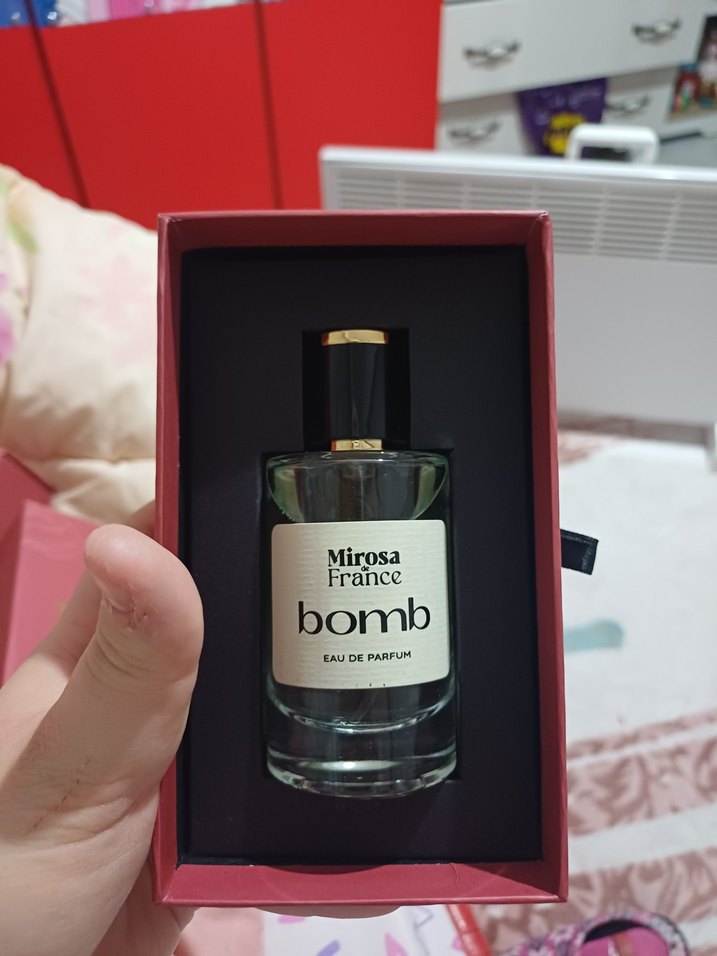 Mirosa
de
France
bomb
EAU DE PARFUM